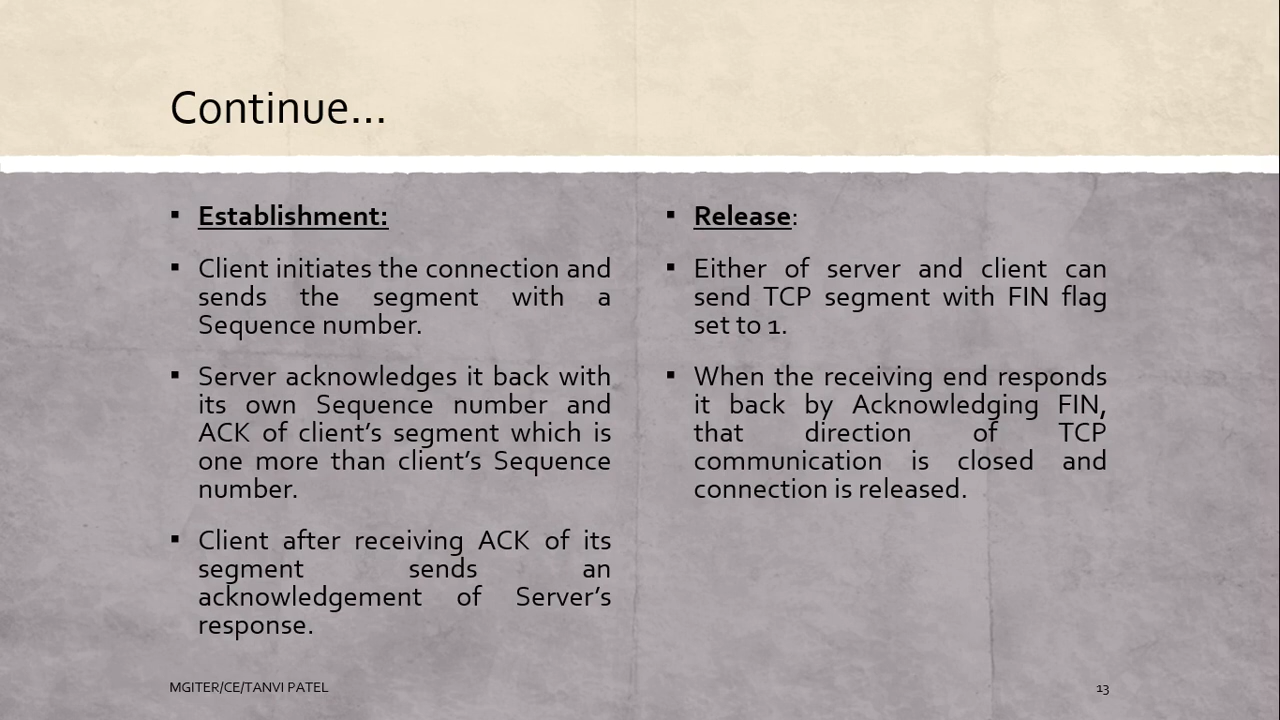 Continue...
▪ Establishment:
▪ Client initiates the connection and
sends the segment with a
Sequence number.
▪ Server acknowledges it back with
its own Sequence number and
ACK of client’s segment which is
one more than client’s Sequence
number.
▪ Client after receiving ACK of its
segment sends an
acknowledgement of Server’s
response.
▪ Release:
▪ Either of server and client can
send TCP segment with FIN flag
set to 1.
▪ When the receiving end responds
it back by Acknowledging FIN,
that direction of TCP
communication is closed and
connection is released.
MGITER/CE/TANVI PATEL
13